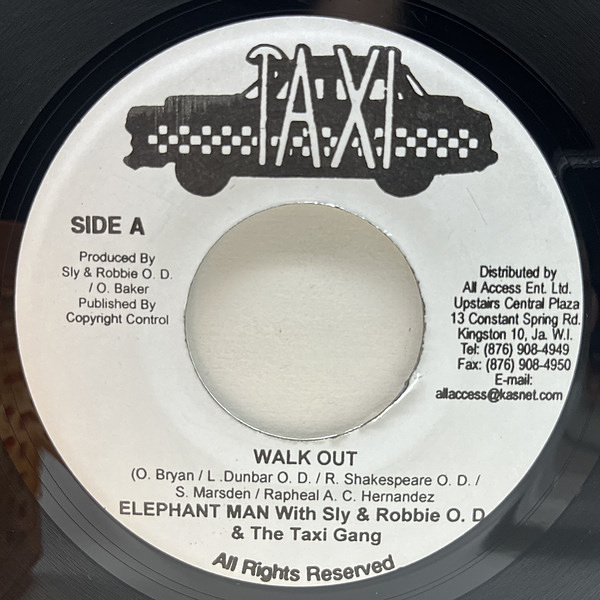 TAXI
SIDE A
Produced By
Sly & Robbie O. D.
/ O. Baker
Published By
Copyright Control
Distributed by
All Access Ent. Ltd.
Upstairs Central Plaza
13 Constant Spring Rd.
Kingston 10, Ja. W.I.
Tel: (876) 908-4949
Fax: (876) 908-4950
E-mail:
allaccess@kasnet.com
WALK OUT
(O. Bryan / L .Dunbar O. D. / R. Shakespeare O. D. /
S. Marsden / Rapheal A. C. Hernandez
ELEPHANT MAN With Sly & Robbie O. D
& The Taxi Gang
All Rights Reserved